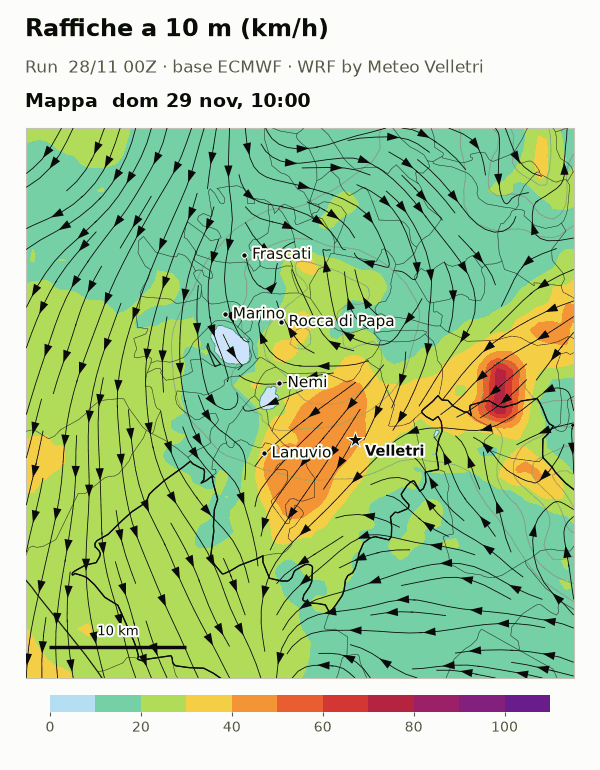 Raffiche a 10 m (km/h)
Run  28/11 00Z · base ECMWF · WRF by Meteo Velletri
Mappa  dom 29 nov, 10:00
Frascati
Marino
Rocca di Papa
Nemi
Lanuvio
Velletri
10 km
0 20 40 60 80 100